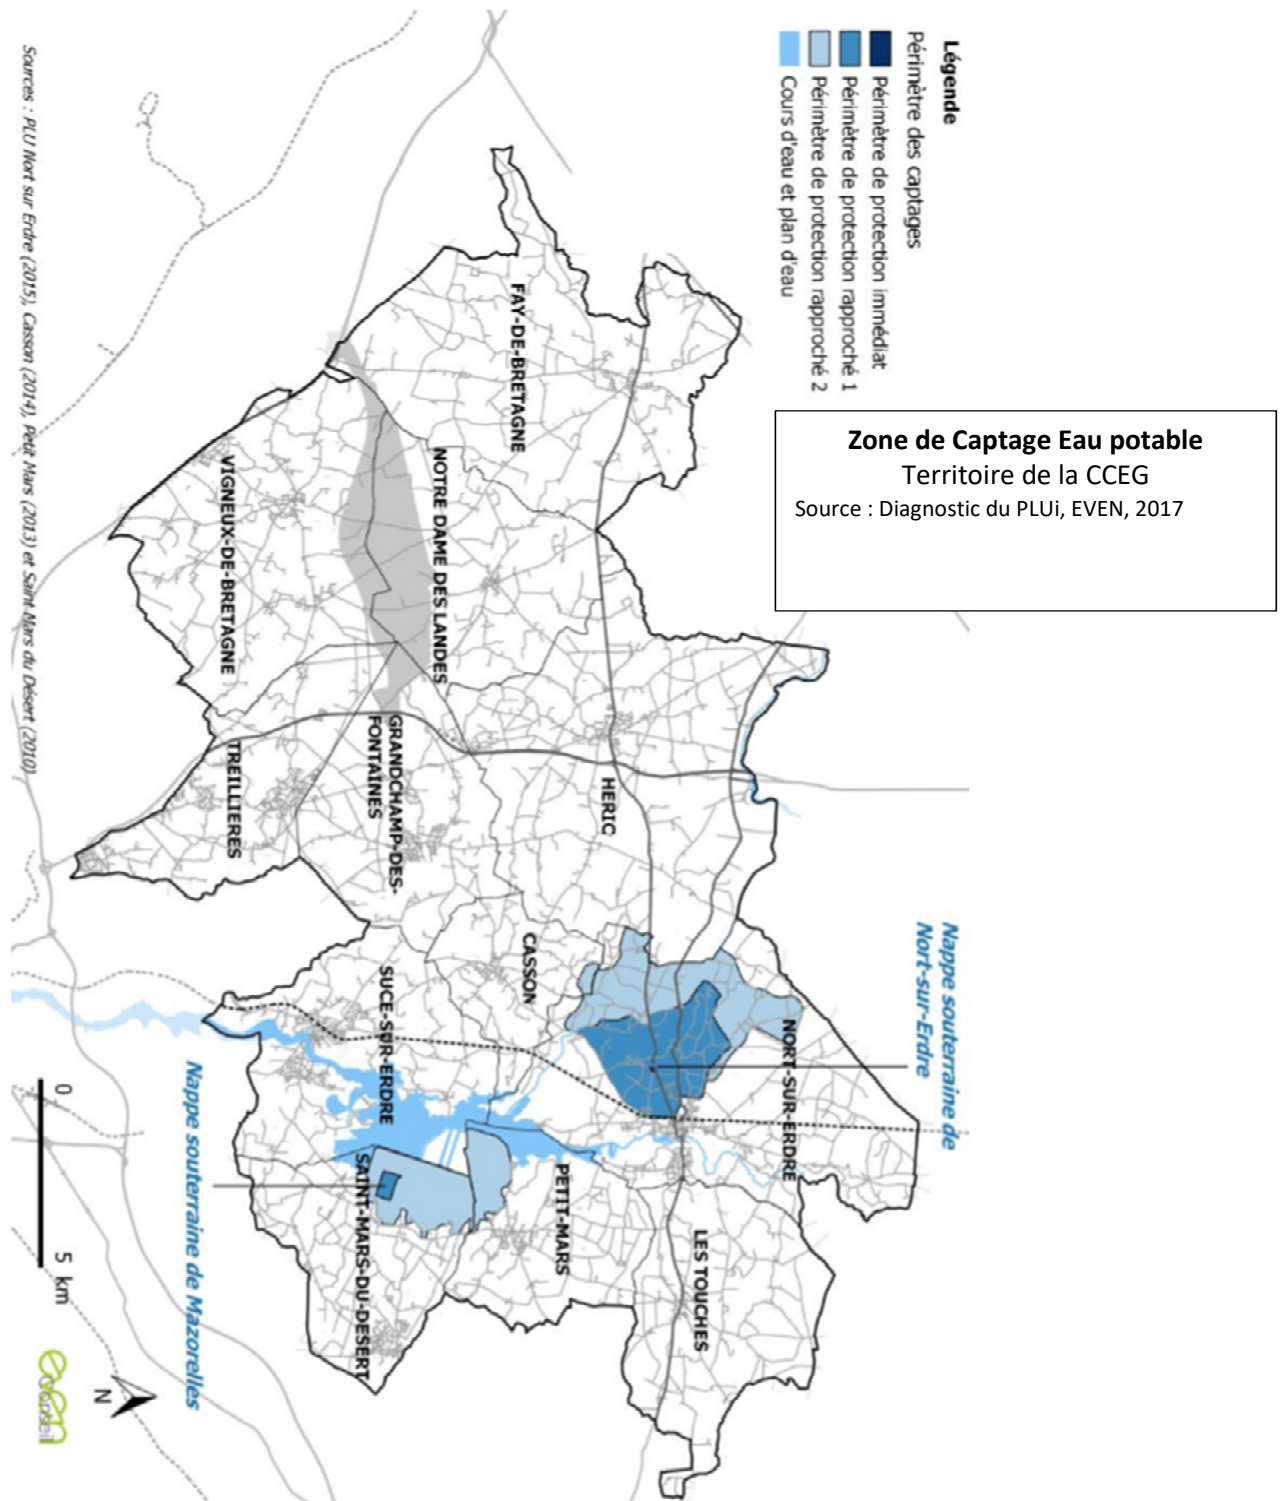 Légende
Périmètre des captages
Périmètre de protection immédiat
Périmètre de protection rapproché 1
Périmètre de protection rapproché 2
Cours d'eau et plan d'eau
Zone de Captage Eau potable
Territoire de la CCEG
Source : Diagnostic du PLUi, EVEN, 2017
Nappe souterraine de
Nort-sur-Erdre
FAY-DE-BRETAGNE
NOTRE DAME DES LANDES
VIGNEUX-DE-BRETAGNE
HERIC
GRANDCHAMP-DES-
FONTAINES
TREILLIERES
CASSON
SUCE-SUR-ERDRE
NORT-SUR-ERDRE
PETIT-MARS
LES TOUCHES
SAINT-MARS-DU-DESERT
Nappe souterraine de Mazorelles
0 5 km
N
even
conseil
Sources : PLU Nort sur Erdre (2015), Casson (2014), Petit Mars (2013) et Saint Mars du Désert (2010)